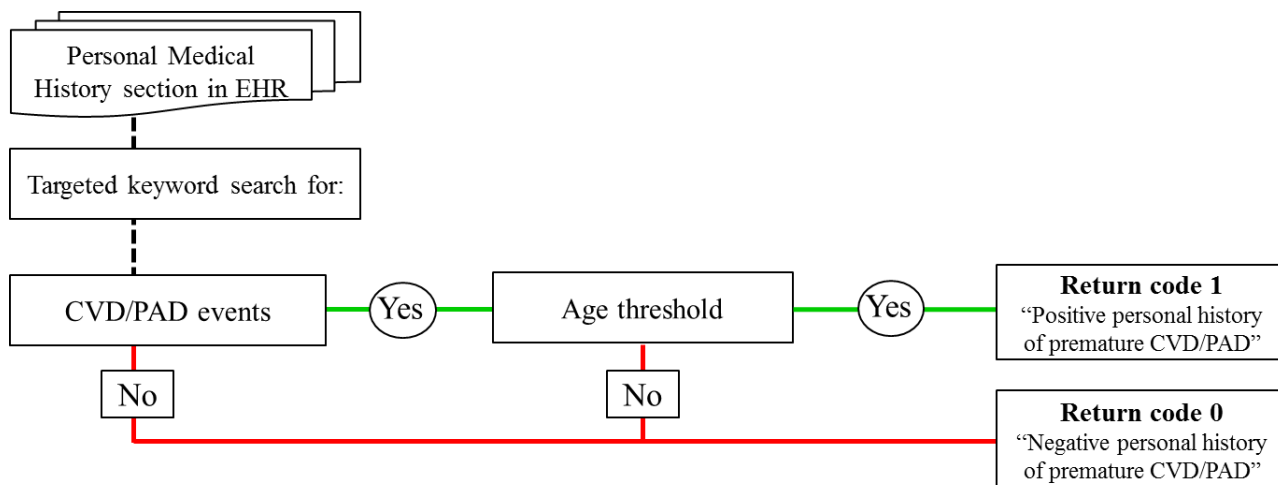 Personal Medical
History section in EHR
Targeted keyword search for:
CVD/PAD events
Yes
Age threshold
Yes
Return code 1
“Positive personal history
of premature CVD/PAD”
No
No
Return code 0
“Negative personal history
of premature CVD/PAD”